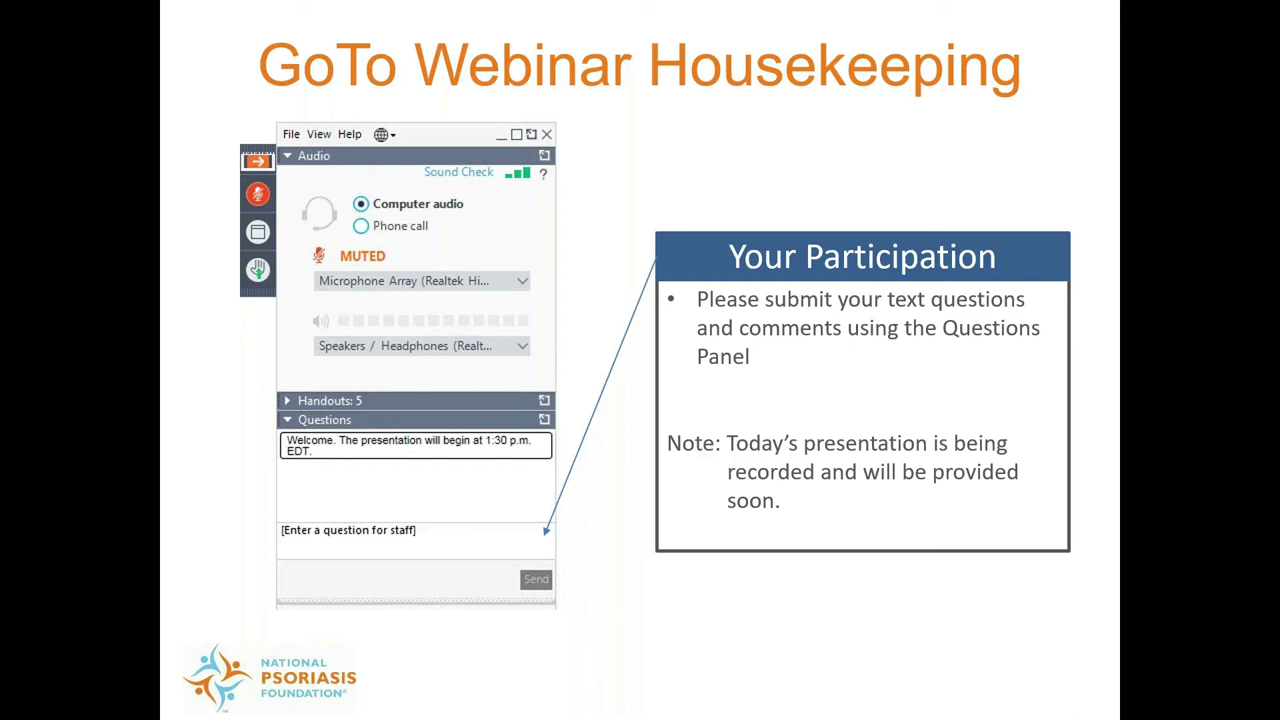 GoTo Webinar Housekeeping
File View Help
Audio
Sound Check
?
Computer audio
Phone call
MUTED
Microphone Array (Realtek Hi...
Speakers / Headphones (Realt...
Handouts: 5
Questions
Welcome. The presentation will begin at 1:30 p.m.
EDT.
[Enter a question for staff]
Send
Your Participation
• Please submit your text questions
and comments using the Questions
Panel
Note: Today's presentation is being
recorded and will be provided
soon.
NATIONAL
PSORIASIS
FOUNDATION®
™